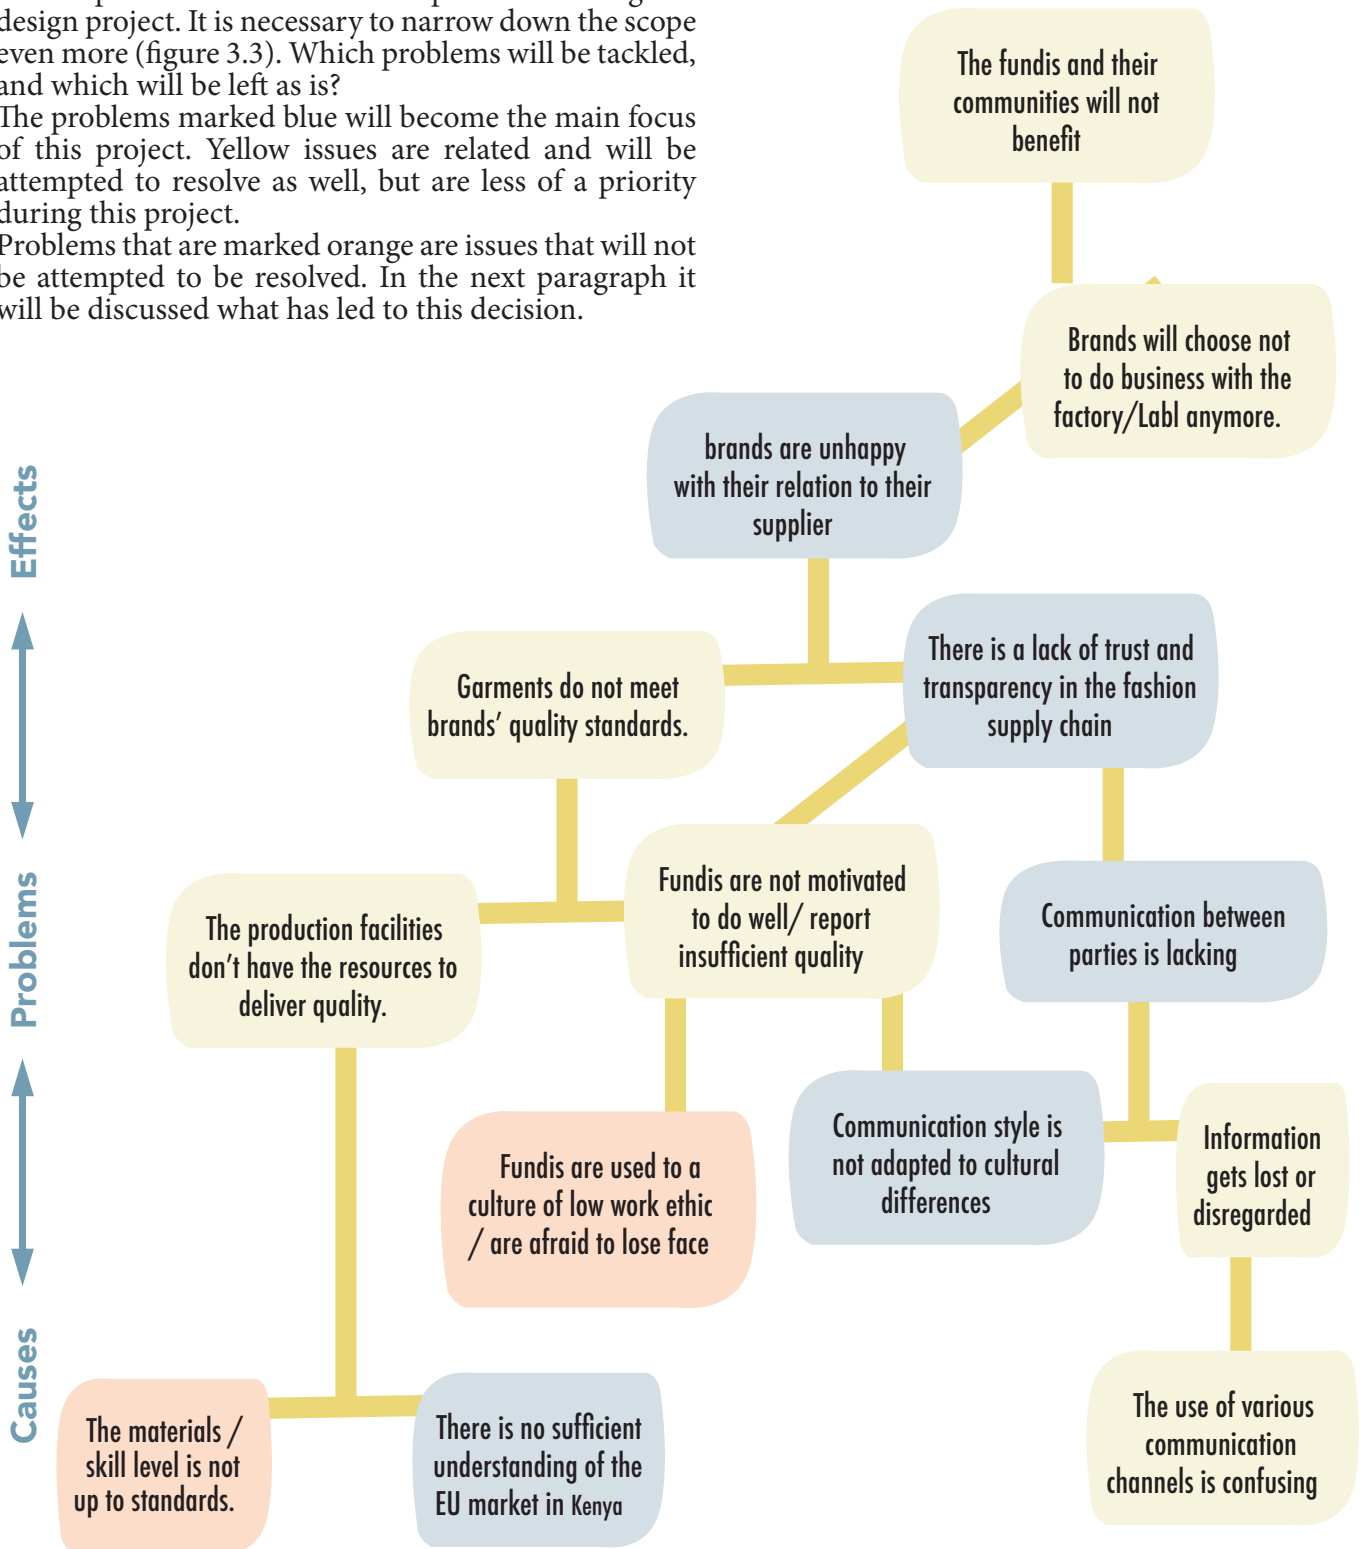 design project. It is necessary to narrow down the scope
even more (figure 3.3). Which problems will be tackled,
and which will be left as is?
The problems marked blue will become the main focus
of this project. Yellow issues are related and will be
attempted to resolve as well, but are less of a priority
during this project.
Problems that are marked orange are issues that will not
be attempted to be resolved. In the next paragraph it
will be discussed what has led to this decision.
The fundis and their
communities will not
benefit
Brands will choose not
to do business with the
factory/Labl anymore.
brands are unhappy
with their relation to their
supplier
Effects
There is a lack of trust and
transparency in the fashion
supply chain
Garments do not meet
brands' quality standards.
Fundis are not motivated
to do well/ report
insufficient quality
Communication between
parties is lacking
The production facilities
don't have the resources to
deliver quality.
Problems
Communication style is
not adapted to cultural
differences
Information
gets lost or
disregarded
Fundis are used to a
culture of low work ethic
/ are afraid to lose face
Causes
The materials /
skill level is not
up to standards.
There is no sufficient
understanding of the
EU market in Kenya
The use of various
communication
channels is confusing